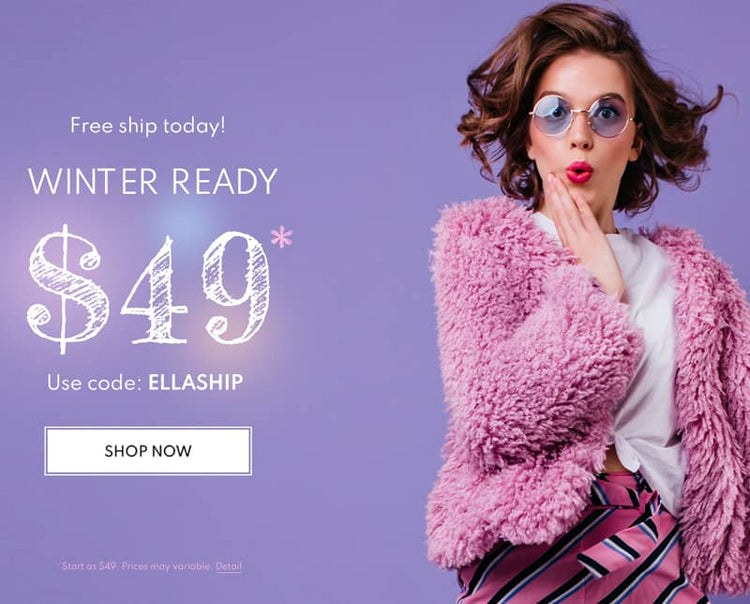 Free ship today!
WINTER READY
$49*
Use code: ELLASHIP
SHOP NOW
*Start as $49. Prices may variable. Detail